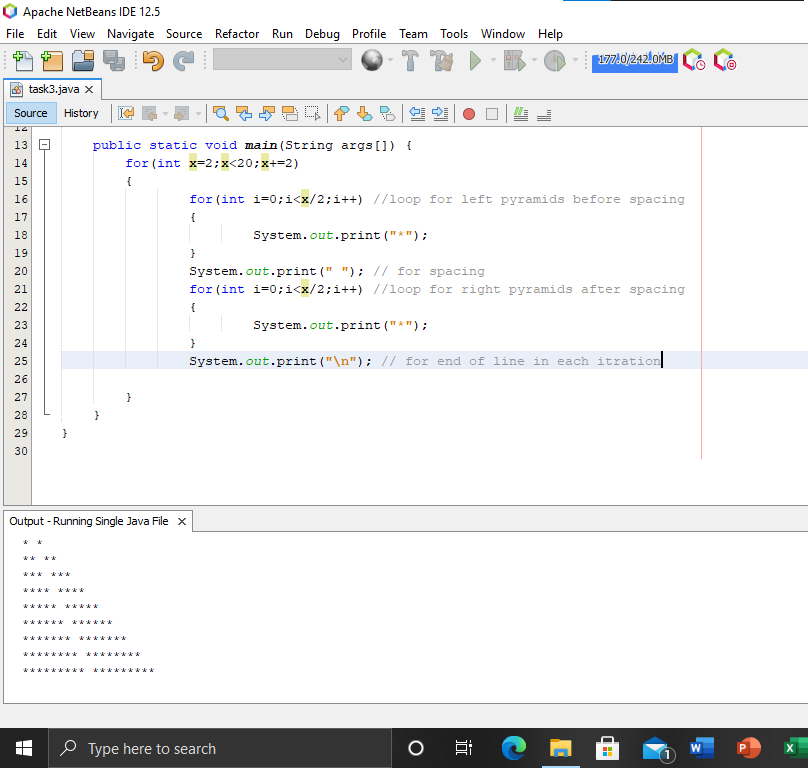 Apache NetBeans IDE 12.5
File Edit View Navigate Source Refactor Run Debug Profile Team Tools Window Help
177.0/242.0MB
task3.java
Source History
12
13 public static void main(String args[]) {
14 for(int x=2;x<20;x+=2)
15 {
16 for(int i=0;i<x/2;i++) //loop for left pyramids before spacing
17 {
18 System.out.print("*");
19 }
20 System.out.print(" "); // for spacing
21 for(int i=0;i<x/2;i++) //loop for right pyramids after spacing
22 {
23 System.out.print("*");
24 }
25 System.out.print("\n"); // for end of line in each itration
26
27 }
28 }
29 }
30
Output - Running Single Java File
* *
** **
*** ***
**** ****
***** *****
****** ******
******* *******
******** ********
********* *********
Type here to search
1
W
P
X